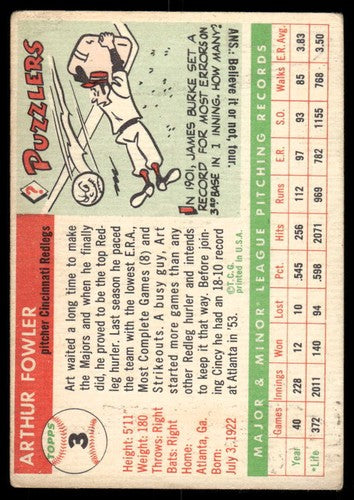 TOPPS
3
ARTHUR FOWLER
pitcher Cincinnati Redlegs
Height: 5'11"
Weight: 180
Throws: Right
Bats: Right
Home:
Atlanta, Ga.
Born:
July 3, 1922
Art waited a long time to make
the Majors and when he finally
did, he proved to be the top Red-
leg hurler. Last season he paced
the team with the lowest E.R.A,
Most Complete Games (8) and
Strikeouts. A busy guy, Art
started more games than any
other Redleg hurler and intends
to keep it that way. Before join-
ing Cincy he had an 18-10 record
at Atlanta in '53.
©T.C.G.
printed in U.S.A.
?
PUZZLERS
IN 1901, JAMES BURKE SET A
RECORD FOR MOST ERRORS ON
3RD BASE IN 1 INNING. HOW MANY?
ANS.: Believe it or not, four.
MAJOR & MINOR LEAGUE PITCHING RECORDS
Games Innings Won Lost Pct. Hits Runs E.R. S.O. Walks E.R.Avg.
Year 40 228 12 10 .545 256 112 97 93 85 3.83
*Life 372 2011 140 94 .598 2071 969 782 1155 768 3.50